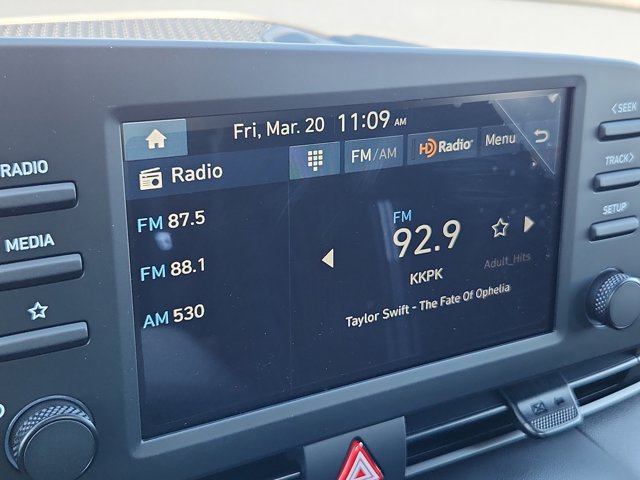 Fri, Mar. 20 11:09 AM
<SEEK
RADIO
Radio
FM/AM
HD Radio
Menu
TRACK>
FM 87.5
FM
92.9
SETUP
MEDIA
FM 88.1
KKPK
Adult_Hits
AM 530
Taylor Swift - The Fate Of Ophelia